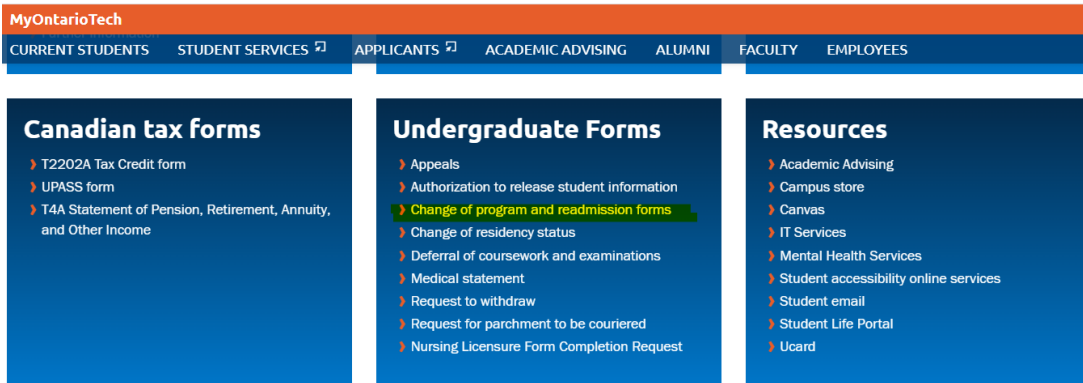 MyOntarioTech
Further information
CURRENT STUDENTS STUDENT SERVICES APPLICANTS ACADEMIC ADVISING ALUMNI FACULTY EMPLOYEES
Canadian tax forms
T2202A Tax Credit form
UPASS form
T4A Statement of Pension, Retirement, Annuity,
and Other Income
Undergraduate Forms
Appeals
Authorization to release student information
Change of program and readmission forms
Change of residency status
Deferral of coursework and examinations
Medical statement
Request to withdraw
Request for parchment to be couriered
Nursing Licensure Form Completion Request
Resources
Academic Advising
Campus store
Canvas
IT Services
Mental Health Services
Student accessibility online services
Student email
Student Life Portal
Ucard